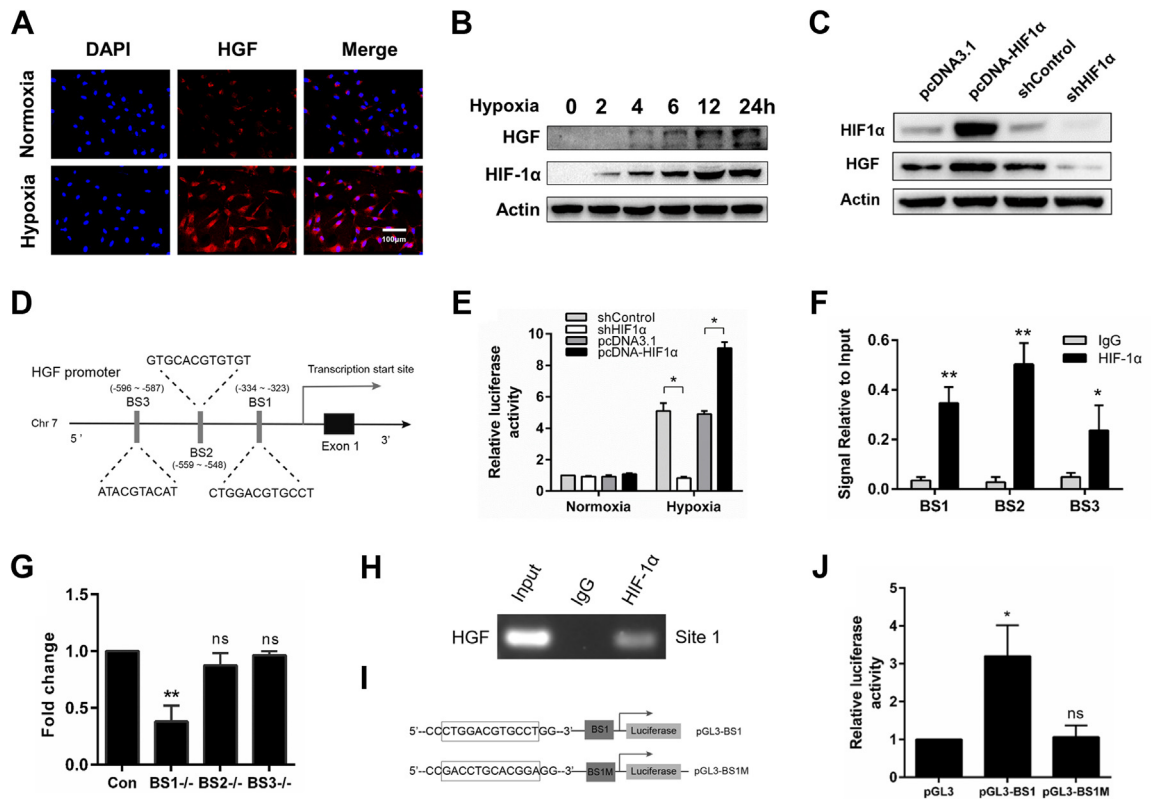 A
DAPI HGF Merge
Normoxia
Hypoxia
100μm
B
Hypoxia 0 2 4 6 12 24h
HGF
HIF-1α
Actin
C
pcDNA3.1 pcDNA-HIF1α shControl shHIF1α
HIF1α
HGF
Actin
D
GTGCACGTGTGT
HGF promoter
(-596 ~ -587)
BS3
(-334 ~ -323)
BS1
Transcription start site
Chr 7
5 '
BS2
(-559 ~ -548)
Exon 1
3'
ATACGTACAT
CTGGACGTGCCT
E
shControl
shHIF1α
pcDNA3.1
pcDNA-HIF1α
Relative luciferase
activity
10
8
6
4
2
0
*
*
Normoxia Hypoxia
F
Signal Relative to Input
0.6
0.4
0.2
0.0
IgG
HIF-1α
**
**
*
BS1 BS2 BS3
G
Fold change
1.5
1.0
0.5
0.0
**
ns
ns
Con BS1-/- BS2-/- BS3-/-
H
Input IgG HIF-1α
HGF
Site 1
I
5'--CCCTGGACGTGCCTGG--3' BS1 Luciferase pGL3-BS1
5'--CCGACCTGCACGGAGG--3' BS1M Luciferase pGL3-BS1M
J
Relative luciferase
activity
5
4
3
2
1
0
*
ns
pGL3 pGL3-BS1 pGL3-BS1M